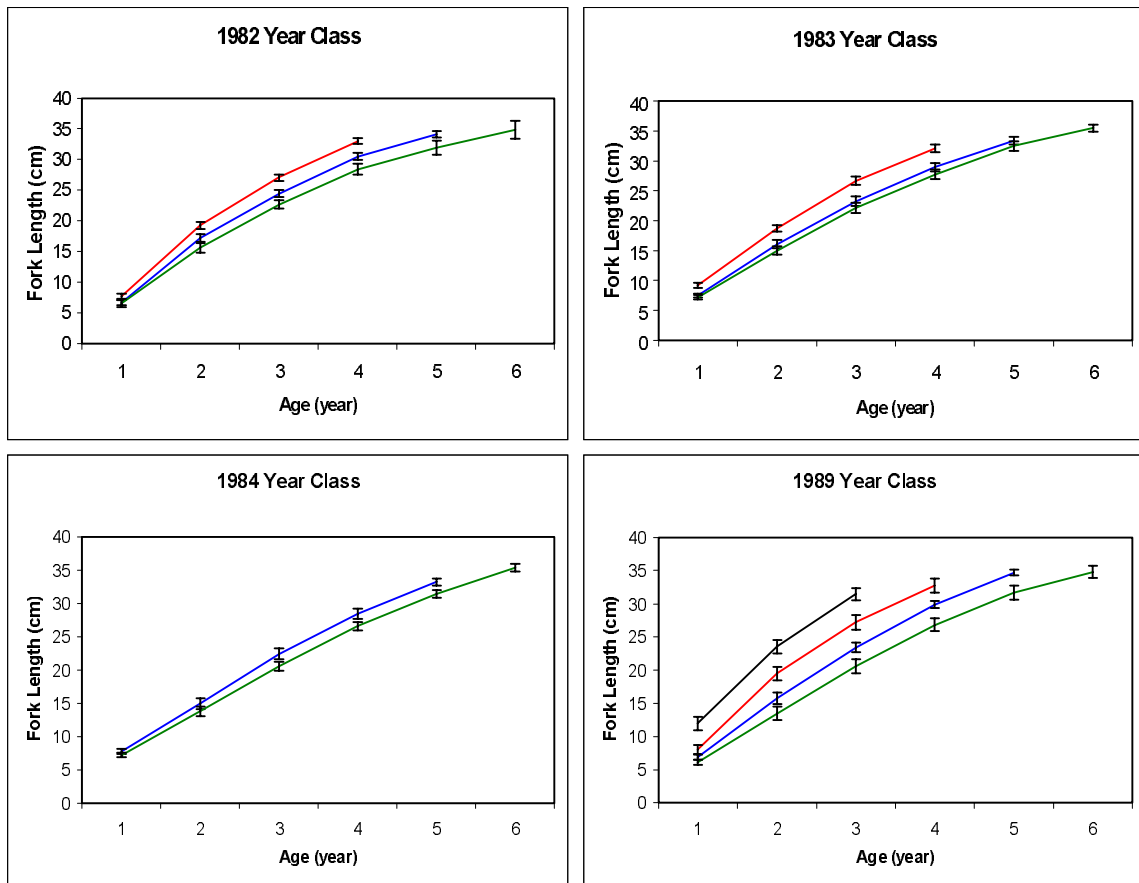 1982 Year Class
Fork Length (cm)
40
35
30
25
20
15
10
5
0
1 2 3 4 5 6
Age (year)
1983 Year Class
Fork Length (cm)
40
35
30
25
20
15
10
5
0
1 2 3 4 5 6
Age (year)
1984 Year Class
Fork Length (cm)
40
35
30
25
20
15
10
5
0
1 2 3 4 5 6
Age (year)
1989 Year Class
Fork Length (cm)
40
35
30
25
20
15
10
5
0
1 2 3 4 5 6
Age (year)